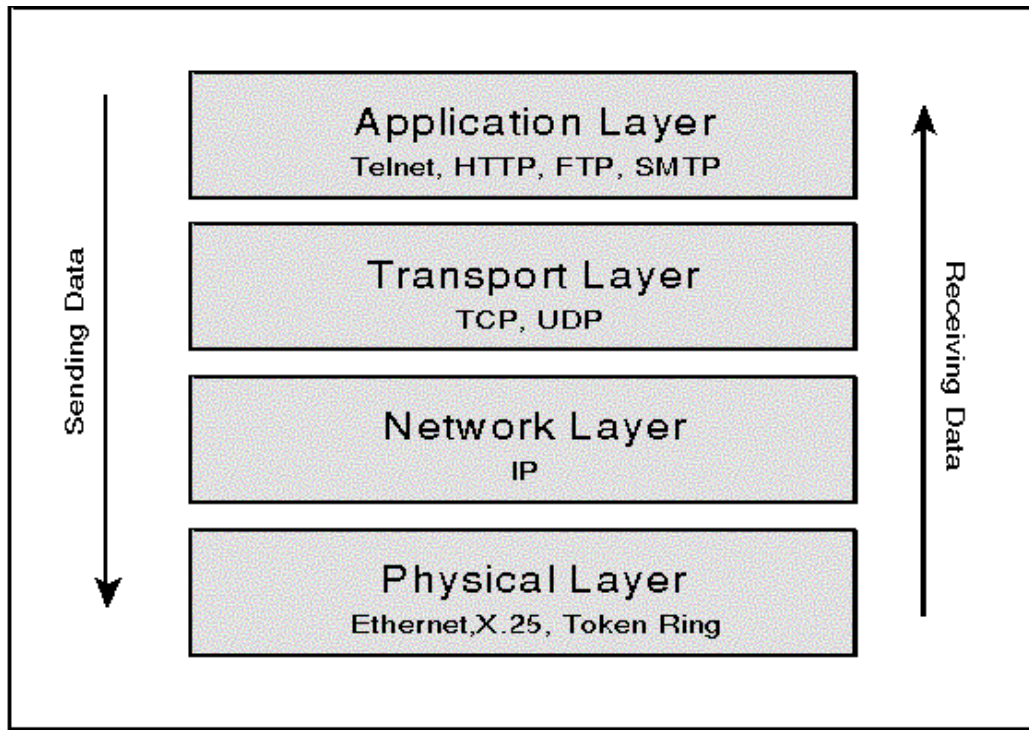 Application Layer
Telnet, HTTP, FTP, SMTP
Transport Layer
TCP, UDP
Network Layer
IP
Physical Layer
Ethernet,X.25, Token Ring
Sending Data
Receiving Data